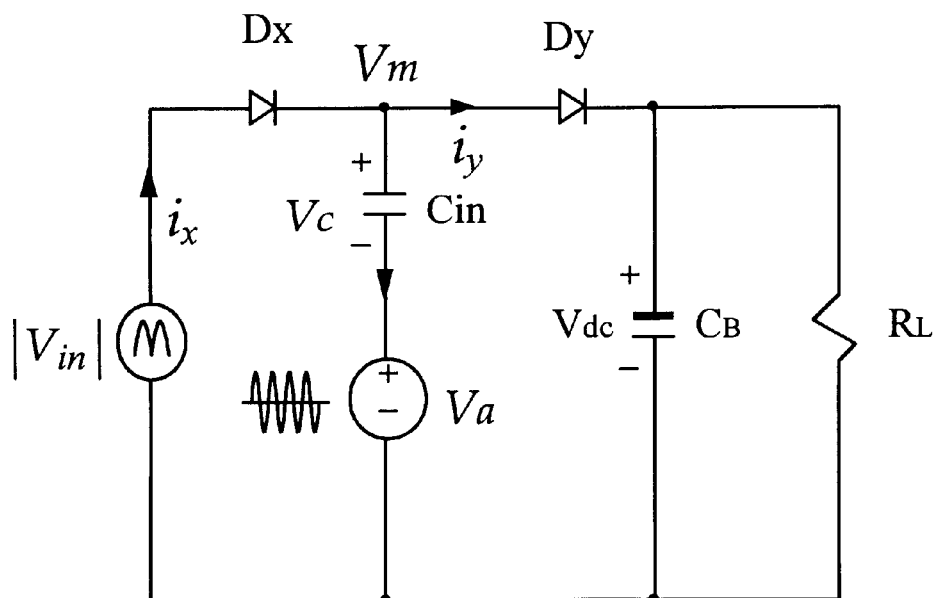 Dx
Dy
Vm
+
iy
Vc
Cin
ix
−
+
|Vin|
Vdc
CB
RL
−
+
−
Va